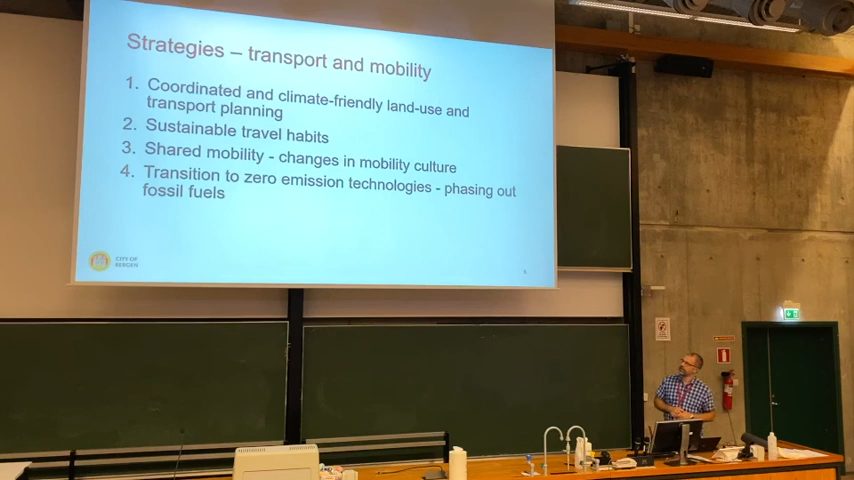 Strategies – transport and mobility
1. Coordinated and climate-friendly land-use and
transport planning
2. Sustainable travel habits
3. Shared mobility - changes in mobility culture
4. Transition to zero emission technologies - phasing out
fossil fuels
CITY OF
BERGEN